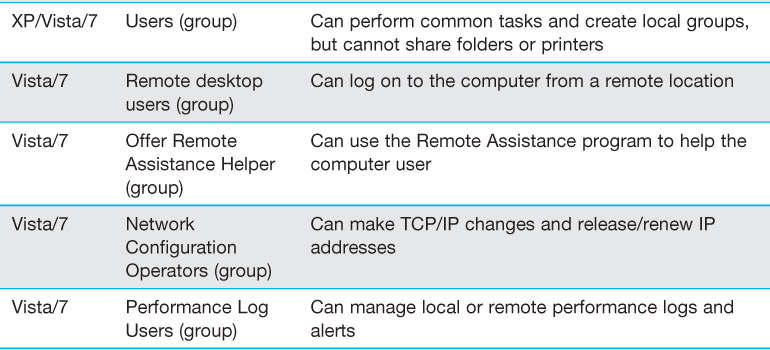 XP/Vista/7 Users (group) Can perform common tasks and create local groups,
but cannot share folders or printers
Vista/7 Remote desktop Can log on to the computer from a remote location
users (group)
Vista/7 Offer Remote Can use the Remote Assistance program to help the
Assistance Helper computer user
(group)
Vista/7 Network Can make TCP/IP changes and release/renew IP
Configuration addresses
Operators (group)
Vista/7 Performance Log Can manage local or remote performance logs and
Users (group) alerts